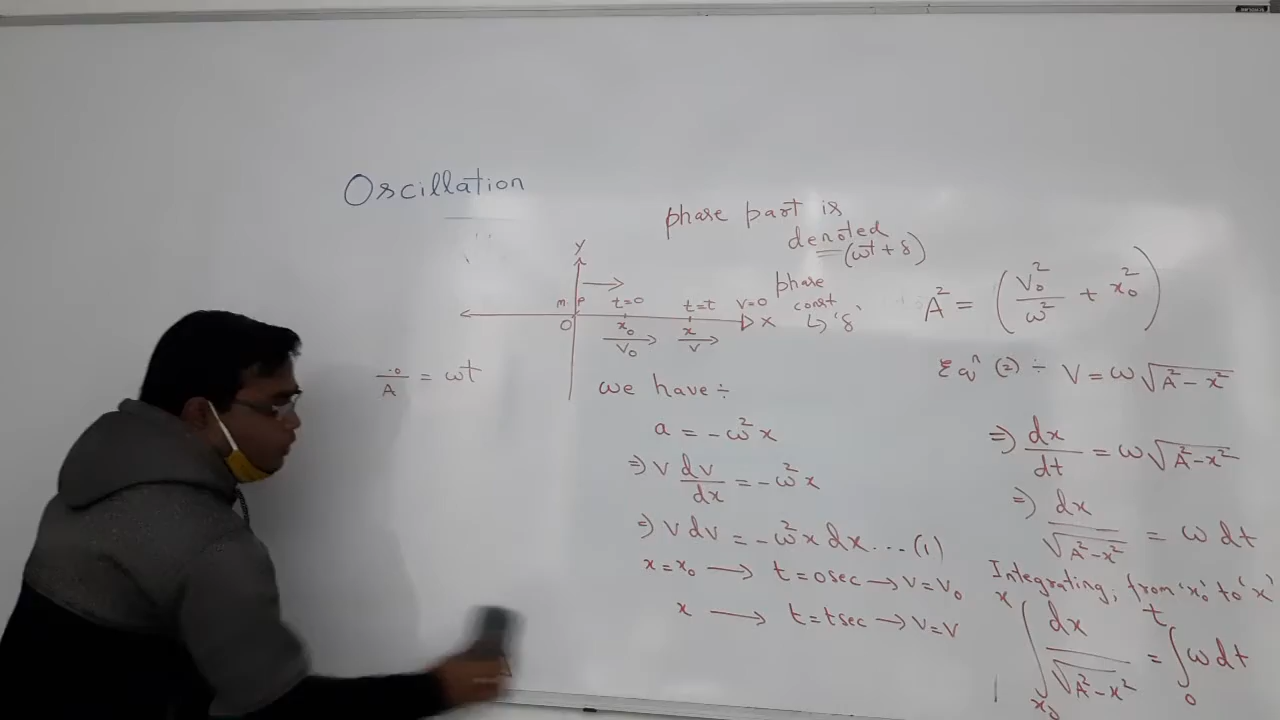 Oscillation
phase part is
denoted
(ωt + δ)
phase
const
↳ 'δ'
Y
m P t=0 t=t v=0
O x₀ x X
V₀ V
A = ωt
we have ÷
a = -ω²x
⇒ v dv/dx = -ω²x
⇒ v dv = -ω²x dx ... (1)
x = x₀ → t = 0 sec → v = v₀
x → t = t sec → v = v
A² = (V₀²/ω² + x₀²)
Eqⁿ (2) ÷ V = ω√(A² - x²)
⇒ dx/dt = ω√(A² - x²)
⇒ dx/√(A² - x²) = ω dt
Integrating, from 'x₀' to 'x'
∫ₓ₀ˣ dx/√(A² - x²) = ∫₀ᵗ ω dt